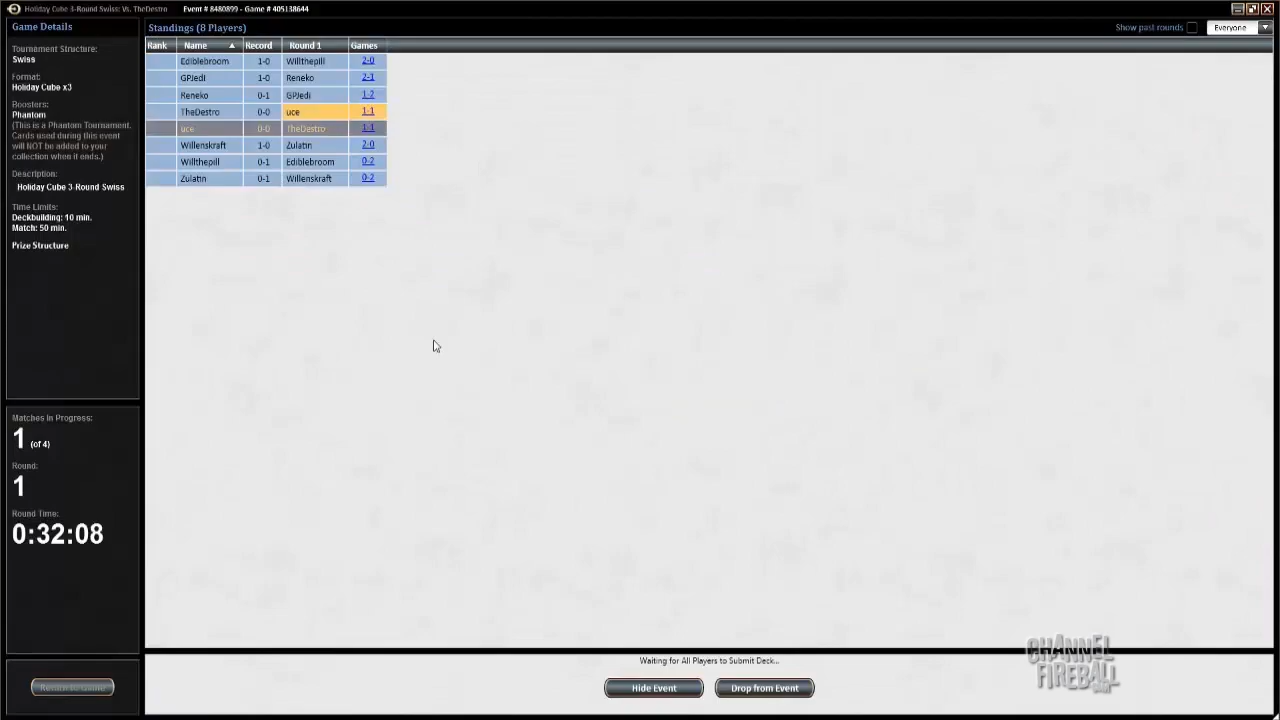 Holiday Cube 3-Round Swiss: Vs. TheDestro Event # 8480899 - Game # 405138644
Game Details
Standings (8 Players)
Show past rounds
Everyone
Tournament Structure:
Swiss
Format:
Holiday Cube x3
Boosters:
Phantom
(This is a Phantom Tournament.
Cards used during this event
will NOT be added to your
collection when it ends.)
Description:
Holiday Cube 3-Round Swiss
Time Limits:
Deckbuilding: 10 min.
Match: 50 min.
Prize Structure
Rank Name Record Round 1 Games
Ediblebroom 1-0 Willthepill 2-0
GPJedi 1-0 Reneko 2-1
Reneko 0-1 GPJedi 1-2
TheDestro 0-0 uce 1-1
uce 0-0 TheDestro 1-1
Willenskraft 1-0 Zulatin 2-0
Willthepill 0-1 Ediblebroom 0-2
Zulatin 0-1 Willenskraft 0-2
Matches In Progress:
1 (of 4)
Round:
1
Round Time:
0:32:08
Return to Game
Waiting for All Players to Submit Deck...
Hide Event
Drop from Event
CHANNEL
FIREBALL